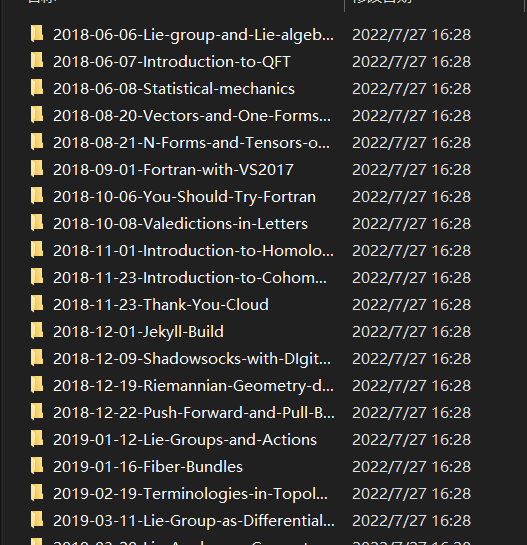 名称 修改日期
2018-06-06-Lie-group-and-Lie-algeb... 2022/7/27 16:28
2018-06-07-Introduction-to-QFT 2022/7/27 16:28
2018-06-08-Statistical-mechanics 2022/7/27 16:28
2018-08-20-Vectors-and-One-Forms... 2022/7/27 16:28
2018-08-21-N-Forms-and-Tensors-o... 2022/7/27 16:28
2018-09-01-Fortran-with-VS2017 2022/7/27 16:28
2018-10-06-You-Should-Try-Fortran 2022/7/27 16:28
2018-10-08-Valedictions-in-Letters 2022/7/27 16:28
2018-11-01-Introduction-to-Homolo... 2022/7/27 16:28
2018-11-23-Introduction-to-Cohom... 2022/7/27 16:28
2018-11-23-Thank-You-Cloud 2022/7/27 16:28
2018-12-01-Jekyll-Build 2022/7/27 16:28
2018-12-09-Shadowsocks-with-DIgit... 2022/7/27 16:28
2018-12-19-Riemannian-Geometry-d... 2022/7/27 16:28
2018-12-22-Push-Forward-and-Pull-B... 2022/7/27 16:28
2019-01-12-Lie-Groups-and-Actions 2022/7/27 16:28
2019-01-16-Fiber-Bundles 2022/7/27 16:28
2019-02-19-Terminologies-in-Topol... 2022/7/27 16:28
2019-03-11-Lie-Group-as-Differential... 2022/7/27 16:28